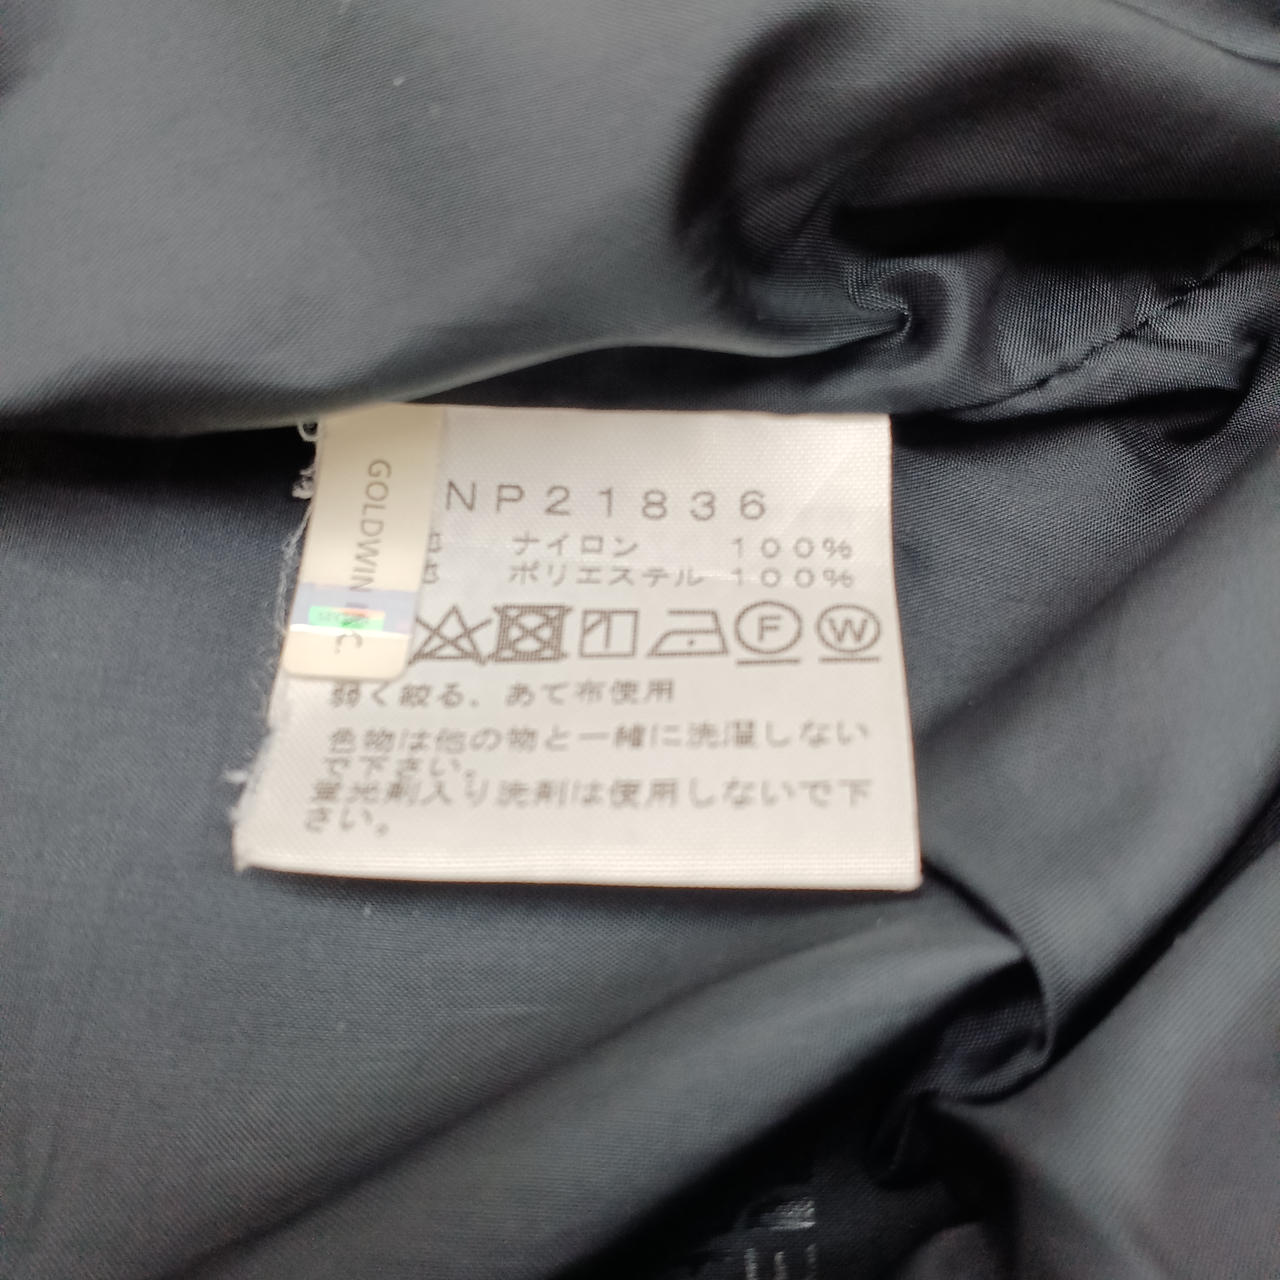 GOLDWIN INC.
NP21836
ナイロン 100%
ポリエステル 100%
F W
弱く絞る、あて布使用
色物は他の物と一緒に洗濯しない
で下さい。
蛍光剤入り洗剤は使用しないで下
さい。